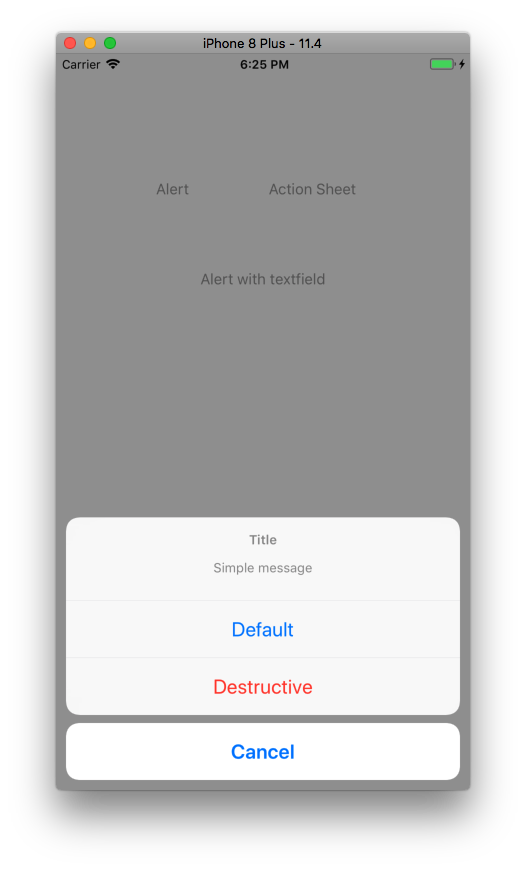 iPhone 8 Plus - 11.4
Carrier 6:25 PM
Alert Action Sheet
Alert with textfield
Title
Simple message
Default
Destructive
Cancel